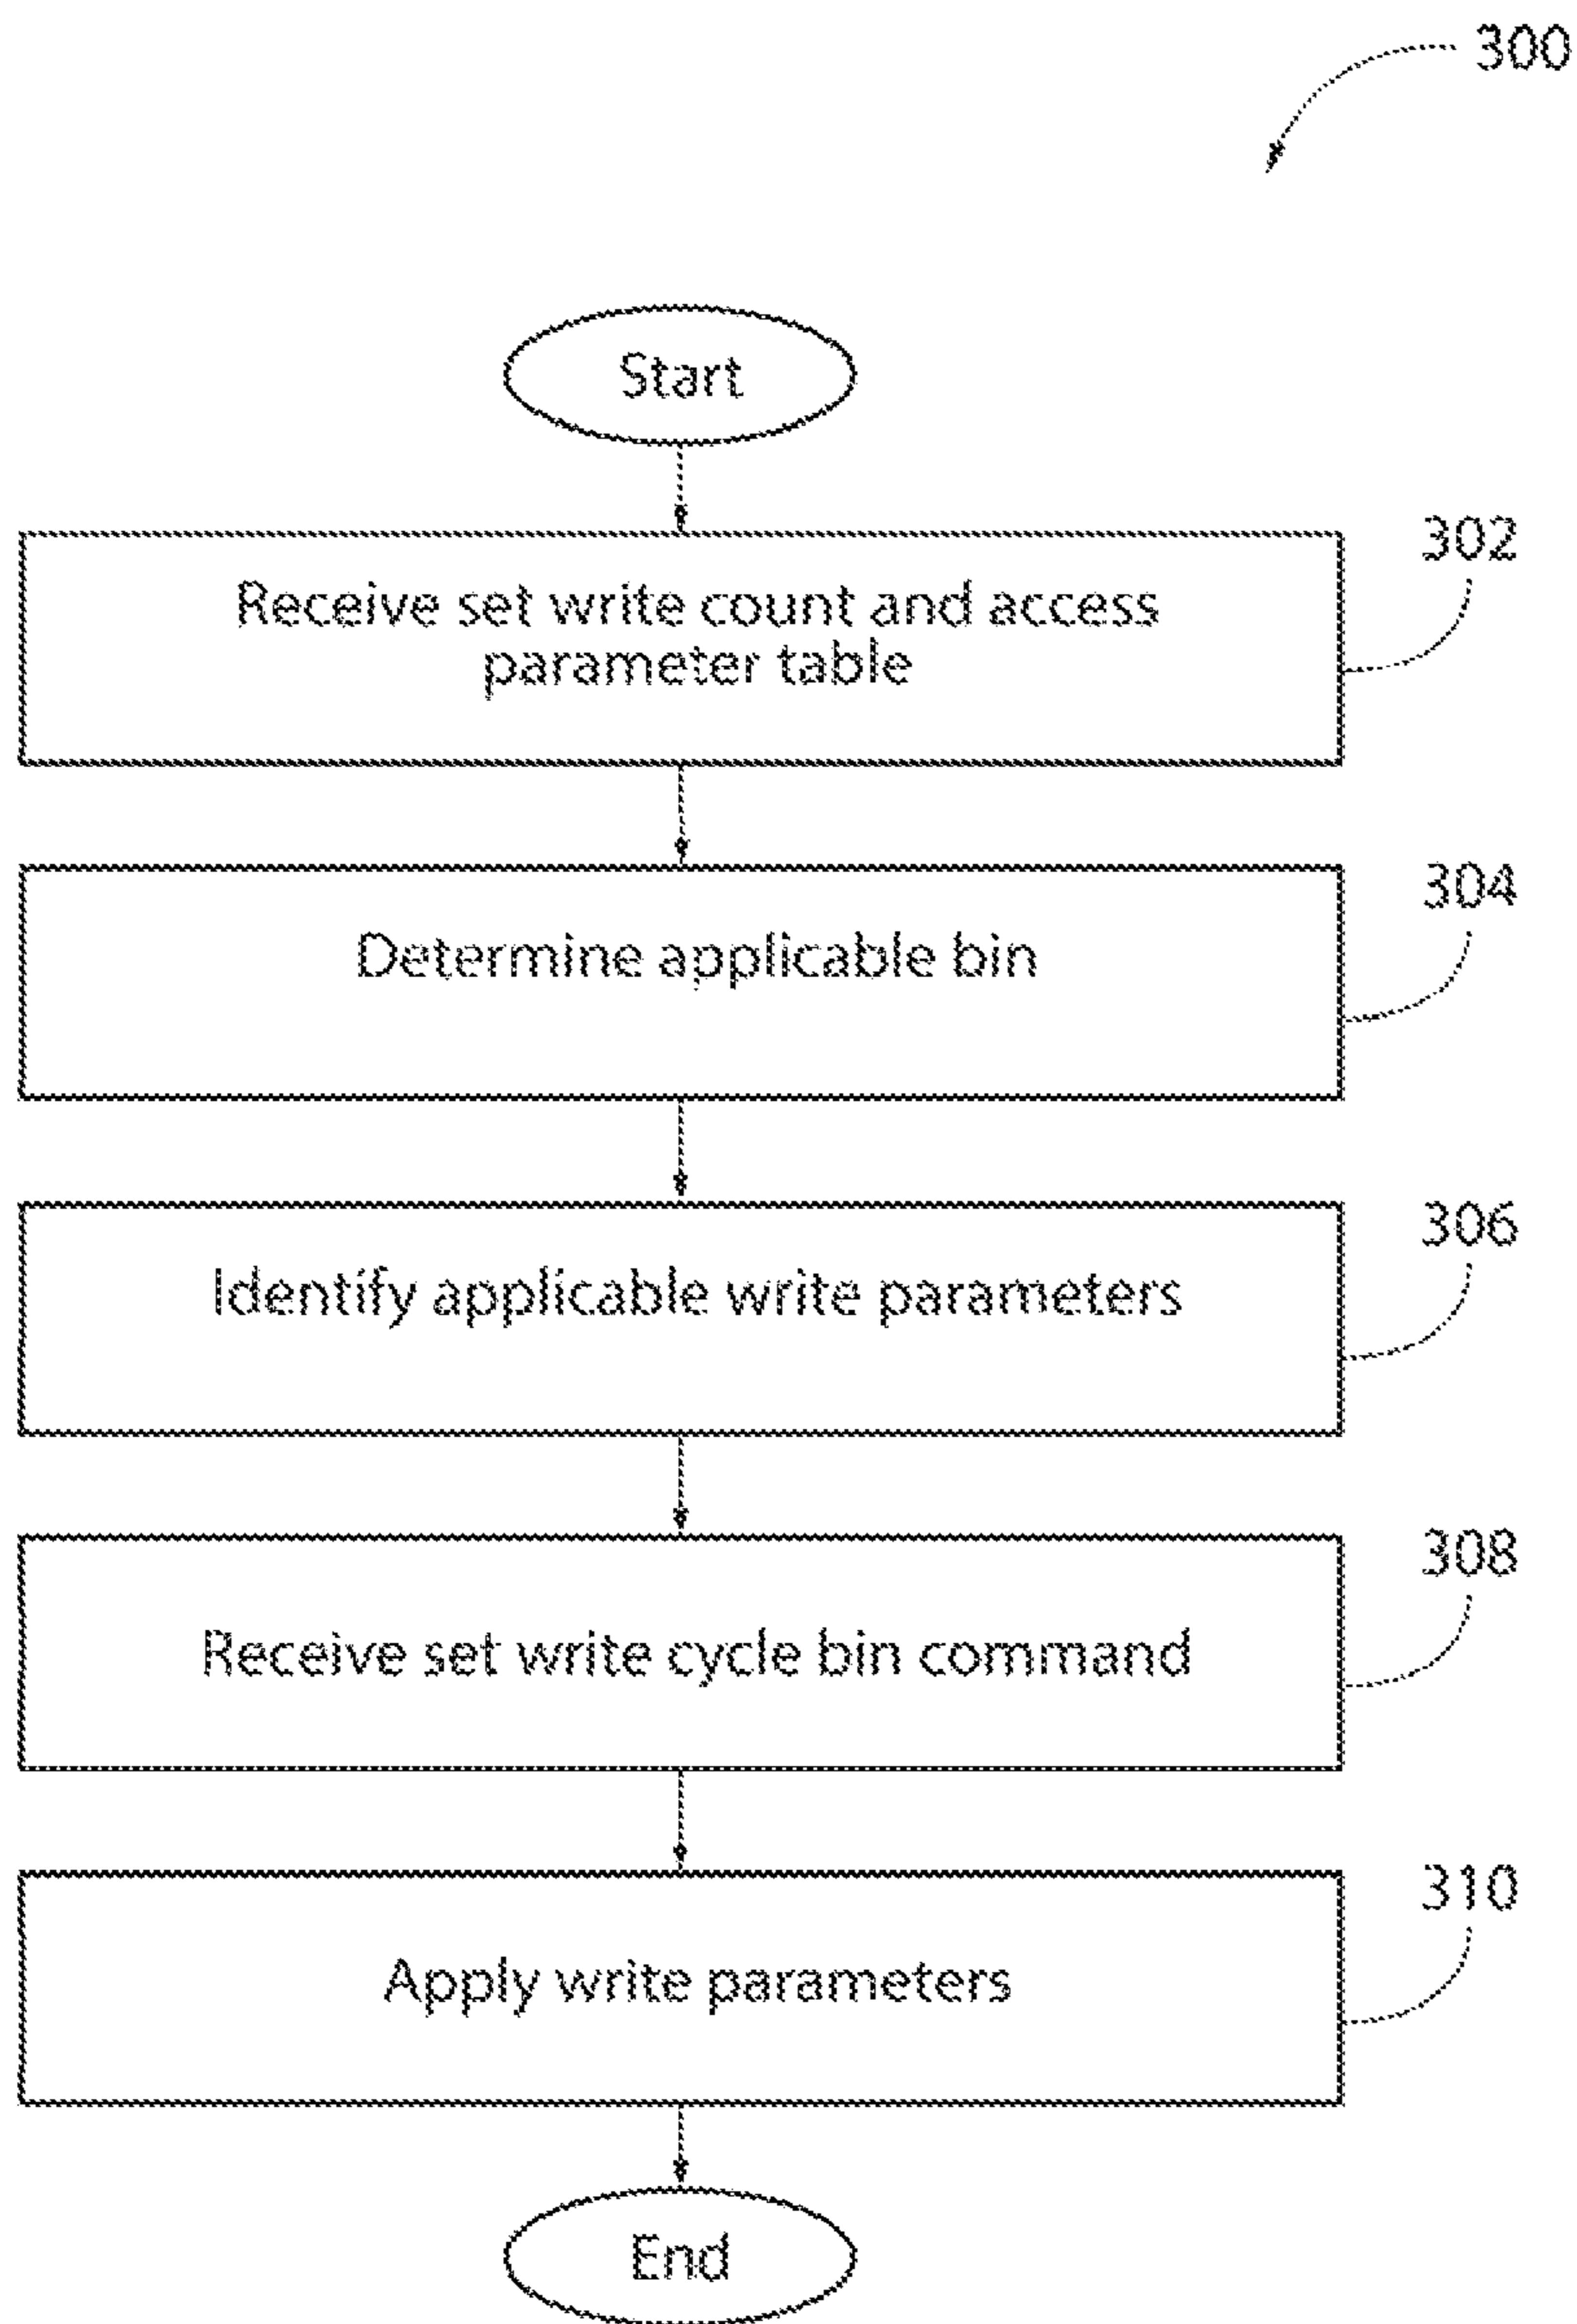 300
Start
302
Receive set write count and access
parameter table
304
Determine applicable bin
306
Identify applicable write parameters
308
Receive set write cycle bin command
310
Apply write parameters
End